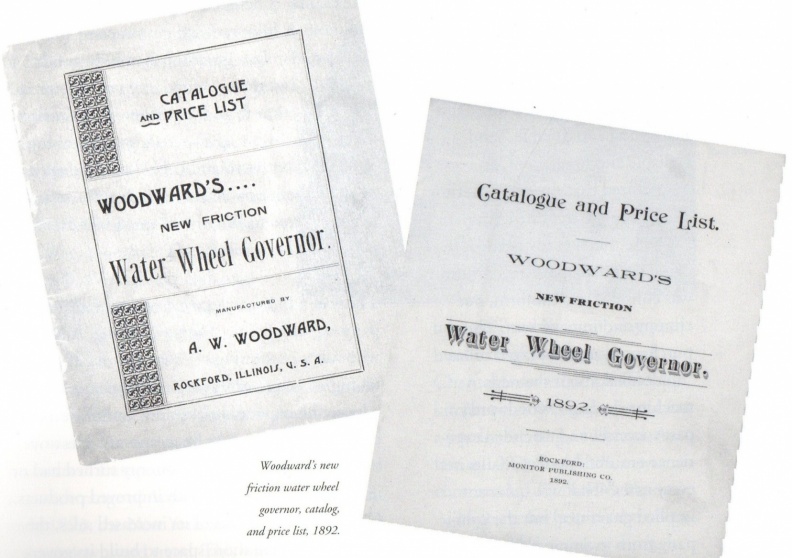 CATALOGUE
AND PRICE LIST
WOODWARD'S....
NEW FRICTION
Water Wheel Governor.
MANUFACTURED BY
A. W. WOODWARD,
ROCKFORD, ILLINOIS, U. S. A.
Catalogue and Price List.
WOODWARD'S
NEW FRICTION
Water Wheel Governor.
1892.
ROCKFORD:
MONITOR PUBLISHING CO.
1892.
Woodward's new
friction water wheel
governor, catalog,
and price list, 1892.